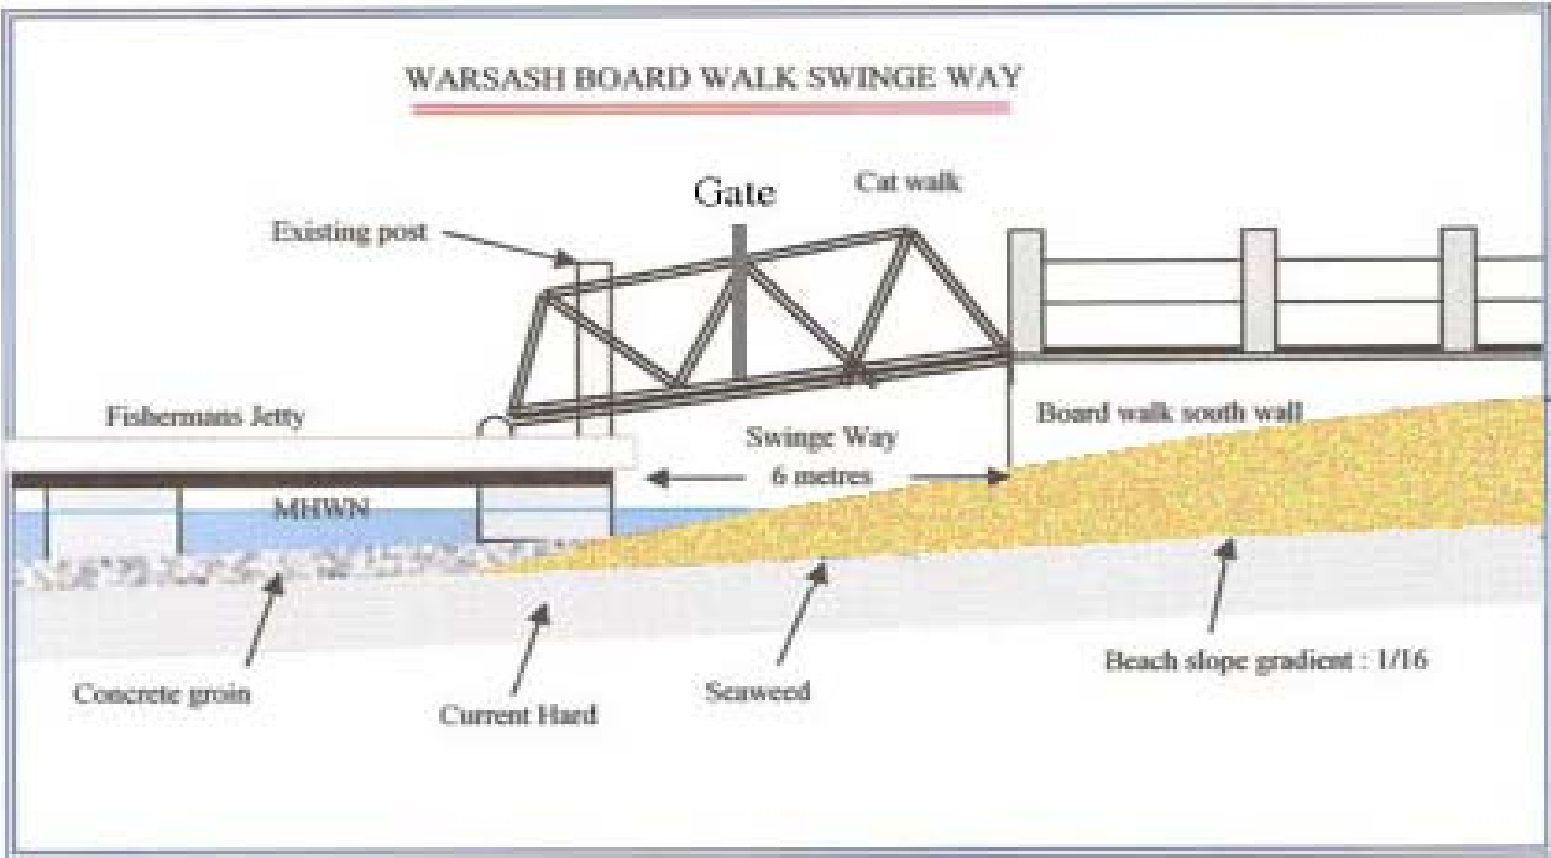 WARSASH BOARD WALK SWINGE WAY
Cat walk
Gate
Existing post
Fishermans Jetty
Board walk south wall
Swinge Way
6 metres
MHWN
Beach slope gradient : 1/16
Concrete groin
Seaweed
Current Hard